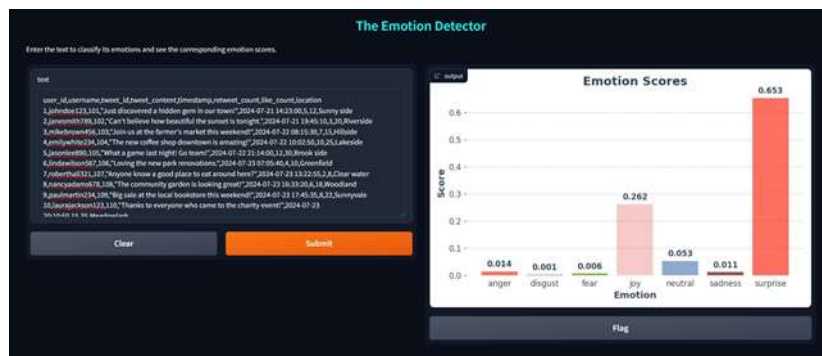 The Emotion Detector
Enter the text to classify its emotions and see the corresponding emotion scores.
text
user_id,username,tweet_id,tweet_content,timestamp,retweet_count,like_count,location
1,johndoe123,101,"Just discovered a hidden gem in our town!",2024-07-21 14:23:00,5,12,Sunny side
2,janesmith789,102,"Can't believe how beautiful the sunset is tonight.",2024-07-21 19:45:10,3,20,Riverside
3,mikebrown456,103,"Join us at the farmer's market this weekend!",2024-07-22 08:15:30,7,15,Hillside
4,emilywhite234,104,"The new coffee shop downtown is amazing!",2024-07-22 10:02:50,10,25,Lakeside
5,jasonlee890,105,"What a game last night! Go team!",2024-07-22 21:14:00,12,30,Brook side
6,lindawilson567,106,"Loving the new park renovations.",2024-07-23 07:05:40,4,10,Greenfield
7,roberthall321,107,"Anyone know a good place to eat around here?",2024-07-23 13:22:55,2,8,Clear water
8,nancyadams678,108,"The community garden is looking great!",2024-07-23 16:33:20,6,18,Woodland
9,paulmartin234,109,"Big sale at the local bookstore this weekend!",2024-07-23 17:45:35,8,22,Sunnyvale
10,laurajackson123,110,"Thanks to everyone who came to the charity event!",2024-07-23
Clear
Submit
output
Emotion Scores
Score
0.6
0.5
0.4
0.3
0.2
0.1
0.0
0.014
0.001
0.006
0.262
0.053
0.011
0.653
anger
disgust
fear
joy
neutral
sadness
surprise
Emotion
Flag